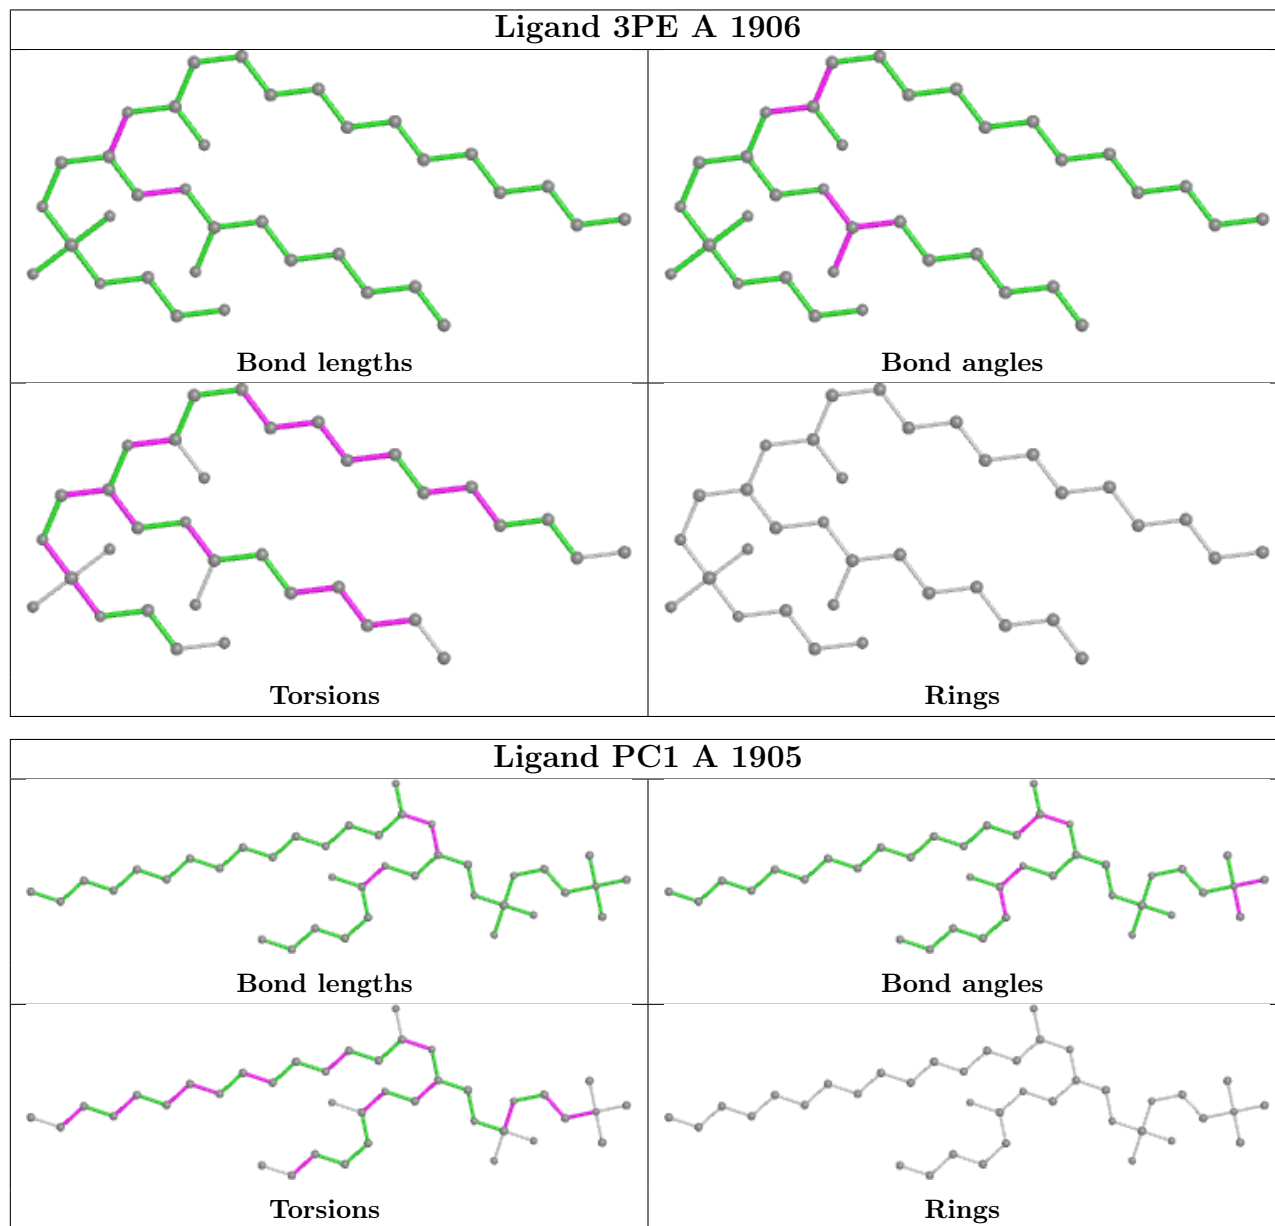 Ligand 3PE A 1906
Bond lengths
Bond angles
Torsions
Rings
Ligand PC1 A 1905
Bond lengths
Bond angles
Torsions
Rings